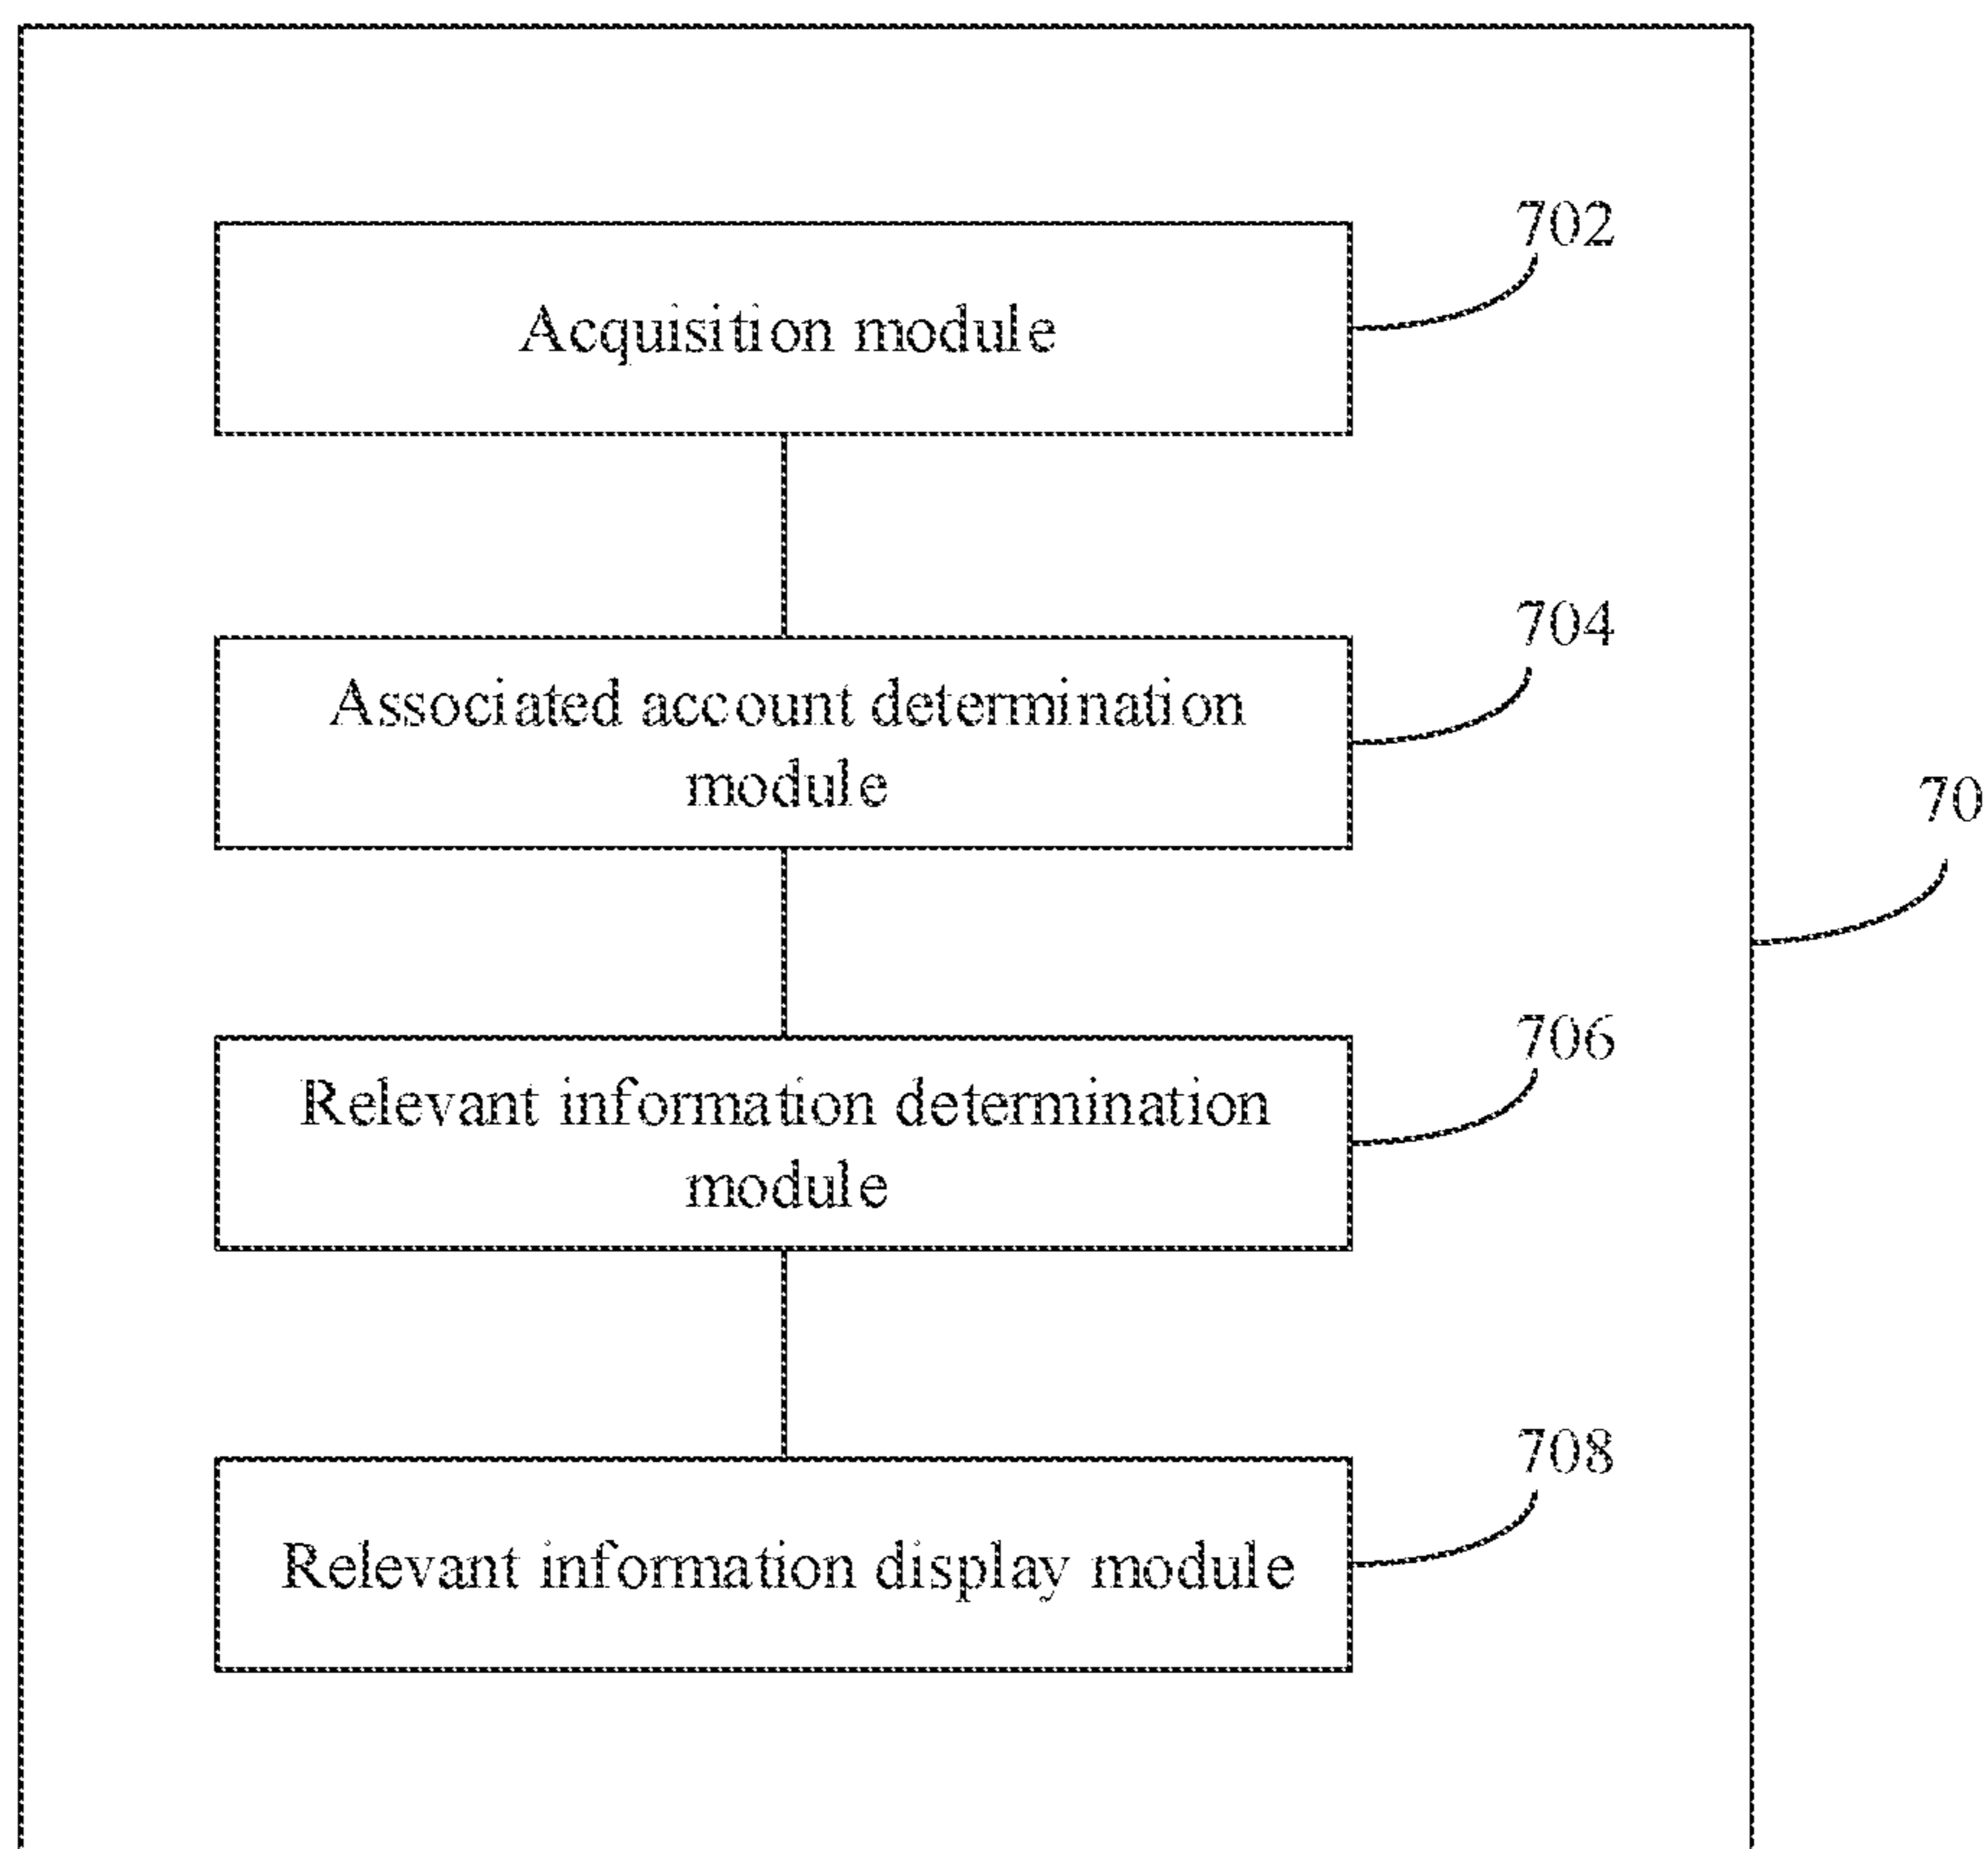 702
Acquisition module
704
Associated account determination
module
70
706
Relevant information determination
module
708
Relevant information display module